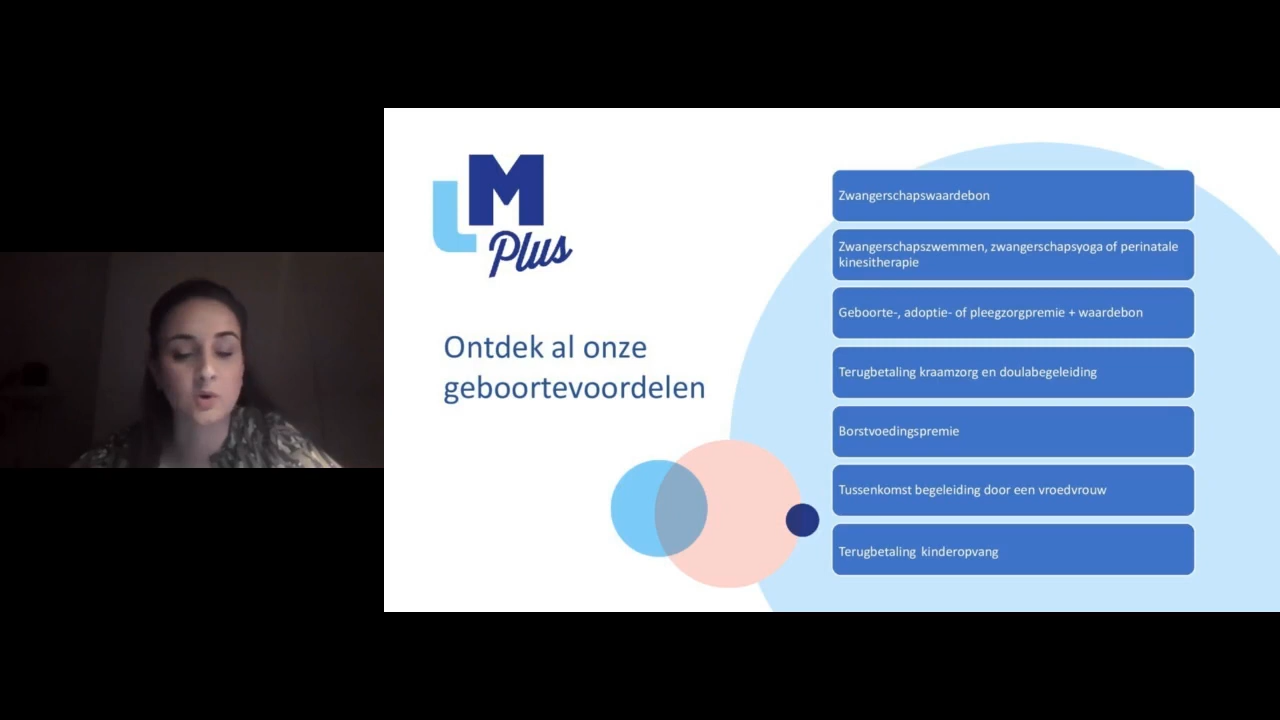 LM
Plus
Ontdek al onze
geboortevoordelen
Zwangerschapswaardebon
Zwangerschapszwemmen, zwangerschapsyoga of perinatale
kinesitherapie
Geboorte-, adoptie- of pleegzorgpremie + waardebon
Terugbetaling kraamzorg en doulabegeleiding
Borstvoedingspremie
Tussenkomst begeleiding door een vroedvrouw
Terugbetaling kinderopvang